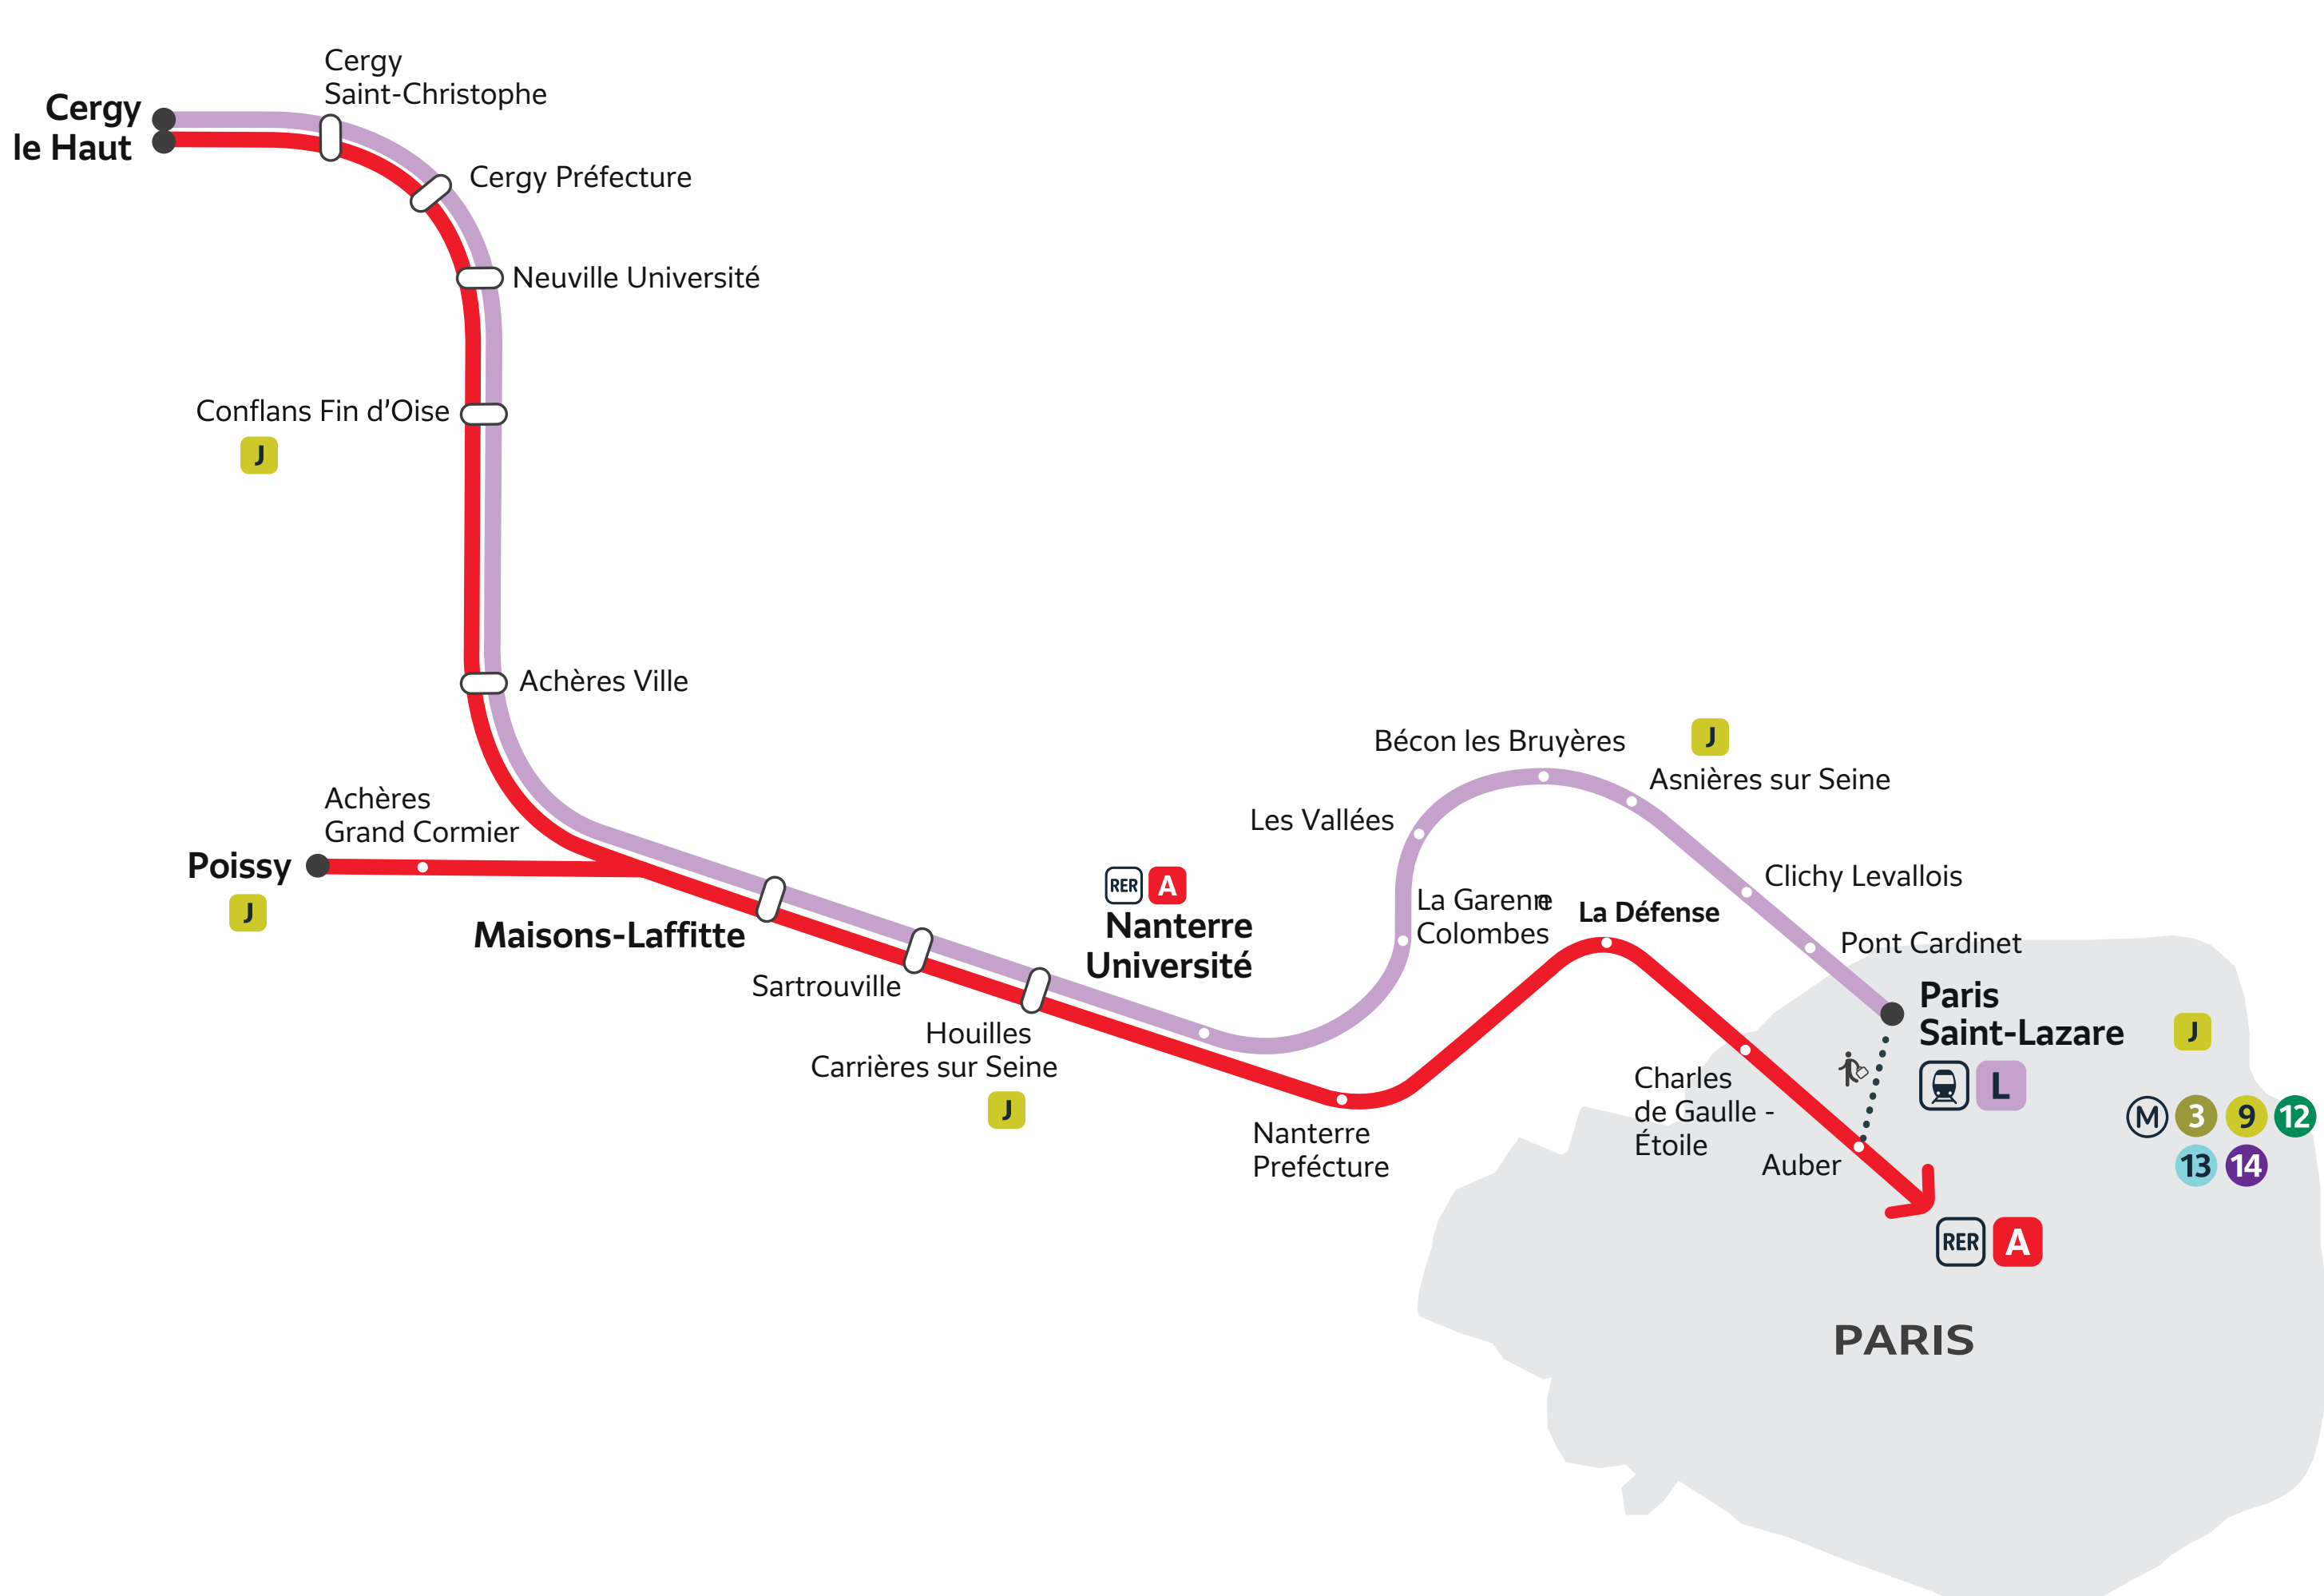 Cergy
Saint-Christophe
Cergy
le Haut
Cergy Préfecture
Neuville Université
Conflans Fin d'Oise
J
Achères Ville
Achères
Grand Cormier
Poissy
J
Maisons-Laffitte
Sartrouville
Houilles
Carrières sur Seine
J
RER A
Nanterre
Université
Nanterre
Prefécture
La Garenne
Colombes
Les Vallées
Bécon les Bruyères
J
Asnières sur Seine
Clichy Levallois
Pont Cardinet
La Défense
Charles
de Gaulle -
Étoile
Auber
Paris
Saint-Lazare
J
L
M 3 9 12
13 14
RER A
PARIS